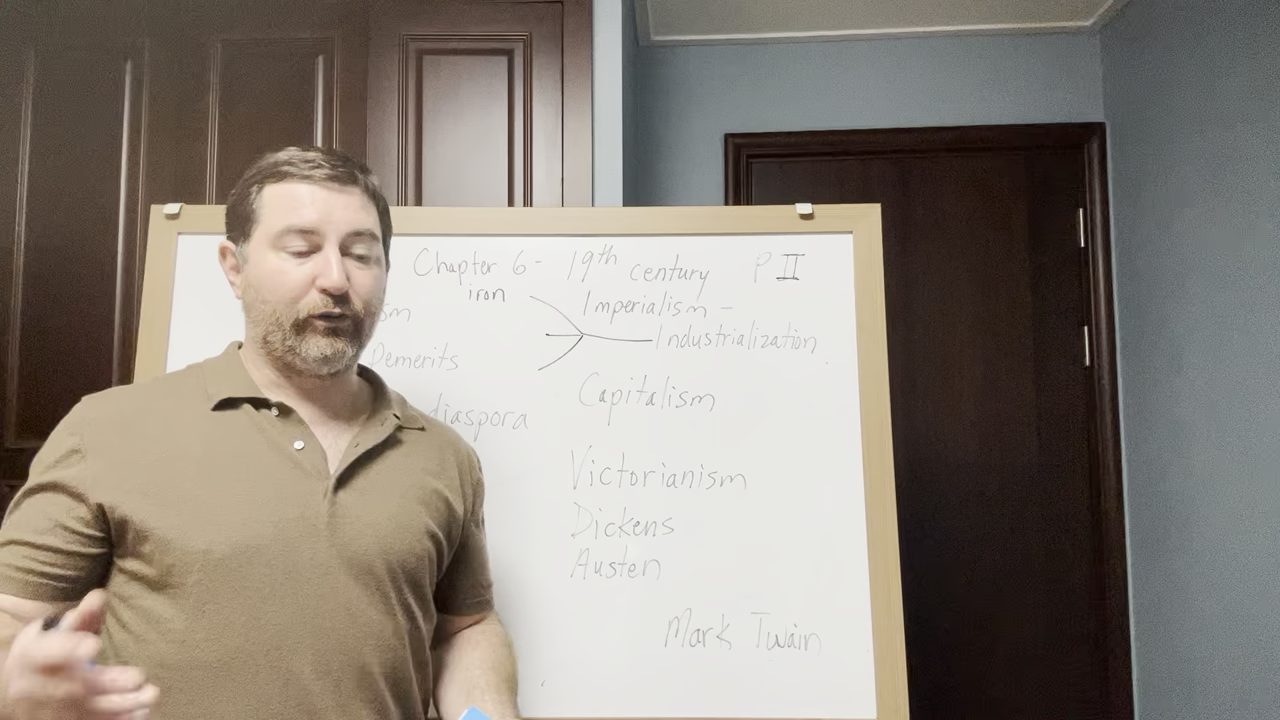 Chapter 6 - 19th century P II
iron
Imperialism -
sm
Industrialization
Demerits
Capitalism
diaspora
Victorianism
Dickens
Austen
Mark Twain